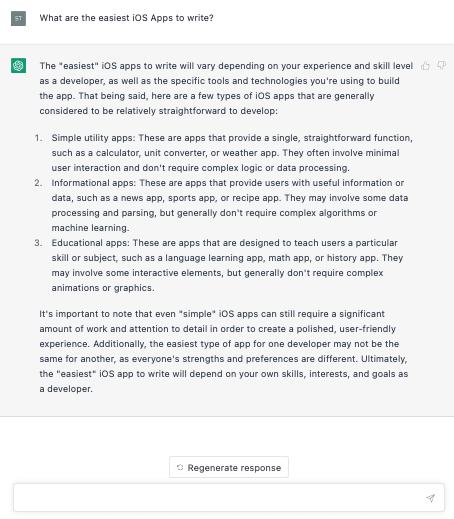 ST
What are the easiest iOS Apps to write?
The "easiest" iOS apps to write will vary depending on your experience and skill level
as a developer, as well as the specific tools and technologies you're using to build
the app. That being said, here are a few types of iOS apps that are generally
considered to be relatively straightforward to develop:
1. Simple utility apps: These are apps that provide a single, straightforward function,
such as a calculator, unit converter, or weather app. They often involve minimal
user interaction and don't require complex logic or data processing.
2. Informational apps: These are apps that provide users with useful information or
data, such as a news app, sports app, or recipe app. They may involve some data
processing and parsing, but generally don't require complex algorithms or
machine learning.
3. Educational apps: These are apps that are designed to teach users a particular
skill or subject, such as a language learning app, math app, or history app. They
may involve some interactive elements, but generally don't require complex
animations or graphics.
It's important to note that even "simple" iOS apps can still require a significant
amount of work and attention to detail in order to create a polished, user-friendly
experience. Additionally, the easiest type of app for one developer may not be the
same for another, as everyone's strengths and preferences are different. Ultimately,
the "easiest" iOS app to write will depend on your own skills, interests, and goals as
a developer.
Regenerate response